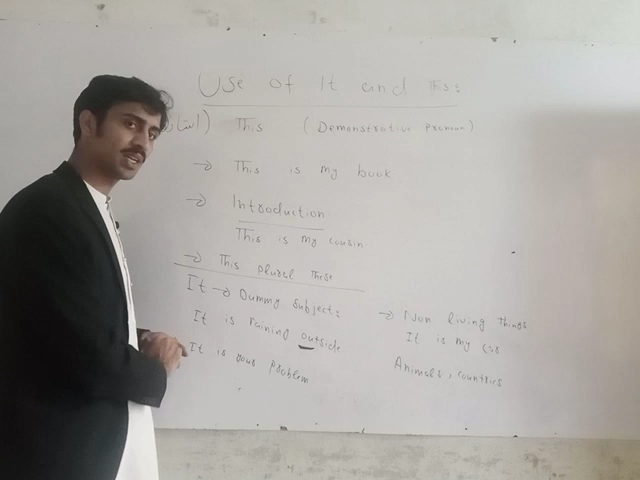 Use of It and This:
This (Demonstrative Pronoun)
→ This is my book
→ Introduction
This is my cousin
→ This plural These
It → Dummy Subject:
It is raining outside
It is your problem
→ Non living things
It is my car
Animals, countries